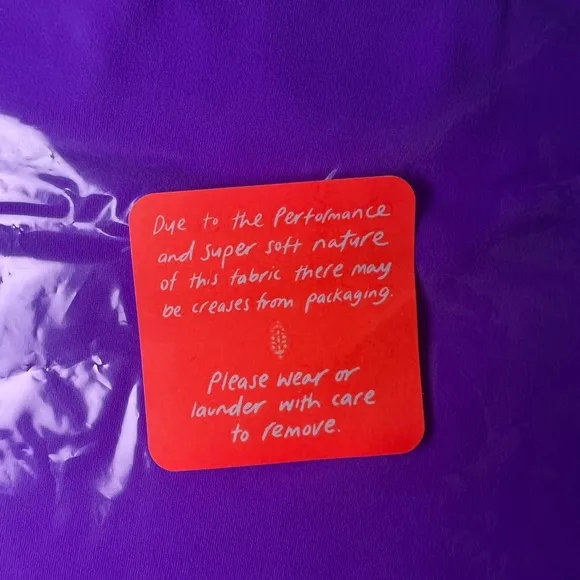 Due to the Performance
and super soft nature
of this fabric there may
be creases from packaging.
Please wear or
launder with care
to remove.